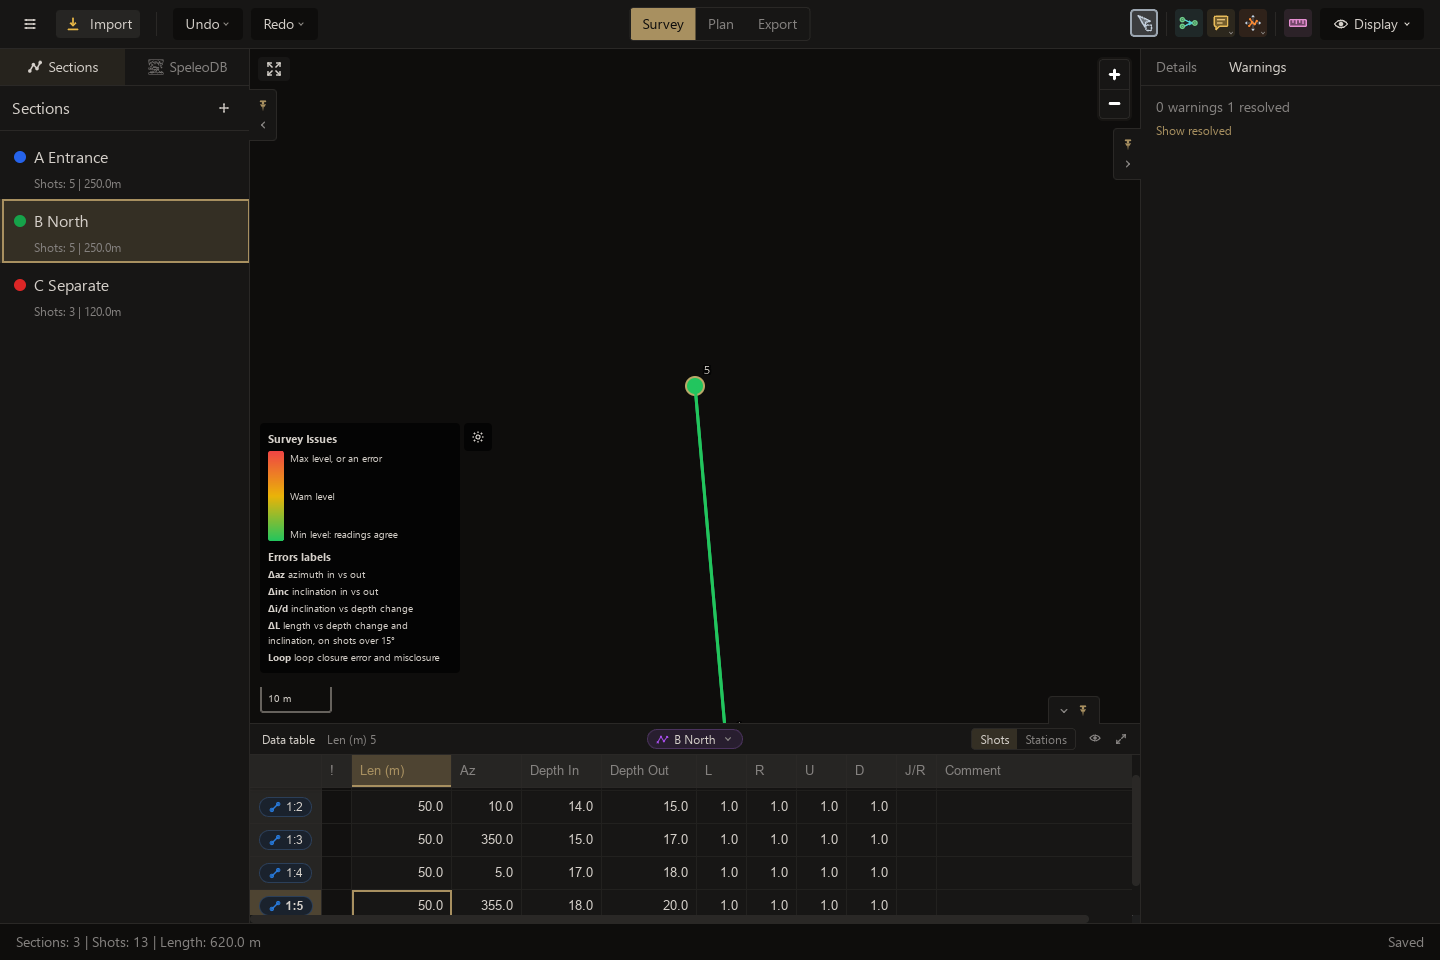 Import
Undo
Redo
Survey
Plan
Export
Display
Sections
SpeleoDB
Sections
A Entrance
Shots: 5 | 250.0m
B North
Shots: 5 | 250.0m
C Separate
Shots: 3 | 120.0m
Details
Warnings
0 warnings 1 resolved
Show resolved
5
Survey Issues
Max level, or an error
Warn level
Min level: readings agree
Errors labels
Δaz azimuth in vs out
Δinc inclination in vs out
Δi/d inclination vs depth change
ΔL length vs depth change and
inclination, on shots over 15°
Loop loop closure error and misclosure
10 m
Data table Len (m) 5
B North
Shots
Stations
! Len (m) Az Depth In Depth Out L R U D J/R Comment
1:2 50.0 10.0 14.0 15.0 1.0 1.0 1.0 1.0
1:3 50.0 350.0 15.0 17.0 1.0 1.0 1.0 1.0
1:4 50.0 5.0 17.0 18.0 1.0 1.0 1.0 1.0
1:5 50.0 355.0 18.0 20.0 1.0 1.0 1.0 1.0
Sections: 3 | Shots: 13 | Length: 620.0 m
Saved